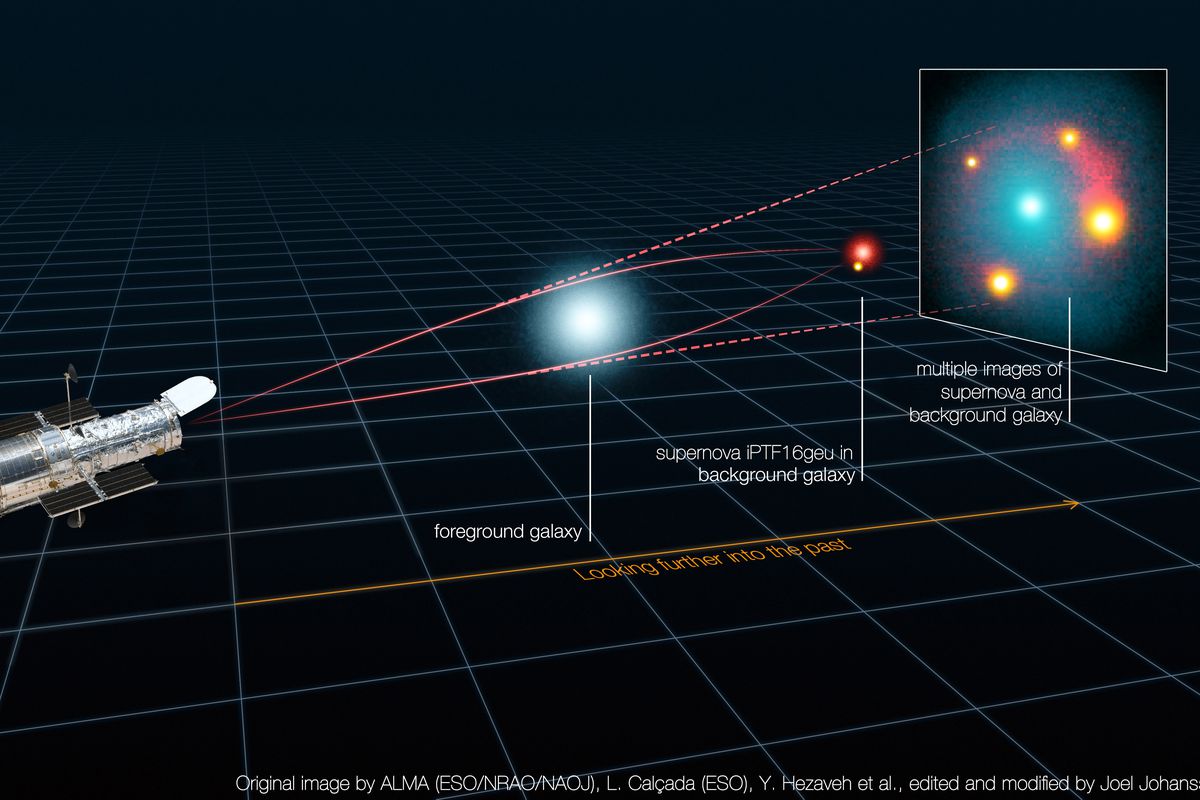 multiple images of
supernova and
background galaxy
supernova iPTF16geu in
background galaxy
foreground galaxy
Looking further into the past
Original image by ALMA (ESO/NRAO/NAOJ), L. Calçada (ESO), Y. Hezaveh et al., edited and modified by Joel Johans